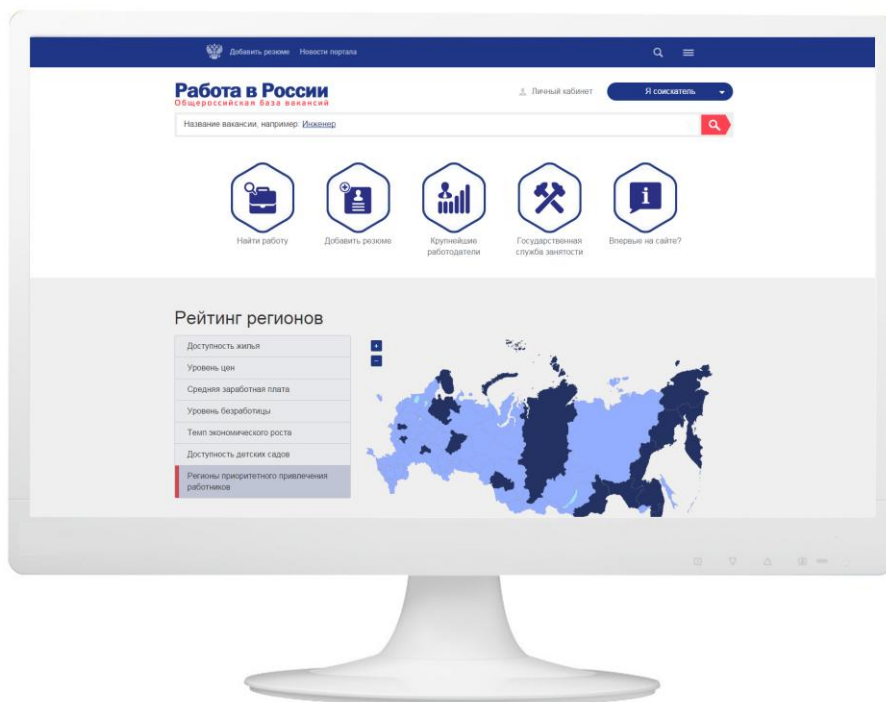 Добавить резюме Новости портала
Работа в России
Общероссийская база вакансий
Личный кабинет
Я соискатель
Название вакансии, например: Инженер
Найти работу
Добавить резюме
Крупнейшие
работодатели
Государственная
служба занятости
Впервые на сайте?
Рейтинг регионов
Доступность жилья
Уровень цен
Средняя заработная плата
Уровень безработицы
Темп экономического роста
Доступность детских садов
Регионы приоритетного привлечения
работников